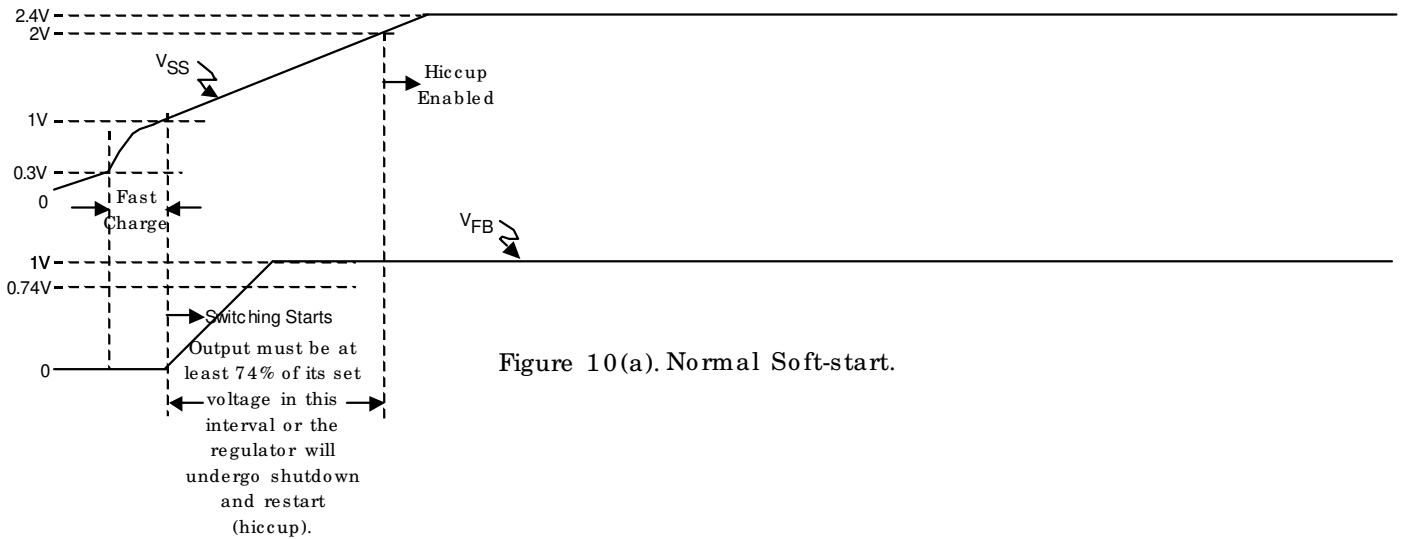 2.4V
2V
VSS
Hiccup
Enabled
1V
0.3V
0
Fast
Charge
VFB
1V
0.74V
Switching Starts
0
Output must be at
least 74% of its set
voltage in this
interval or the
regulator will
undergo shutdown
and restart
(hiccup).
Figure 10(a). Normal Soft-start.